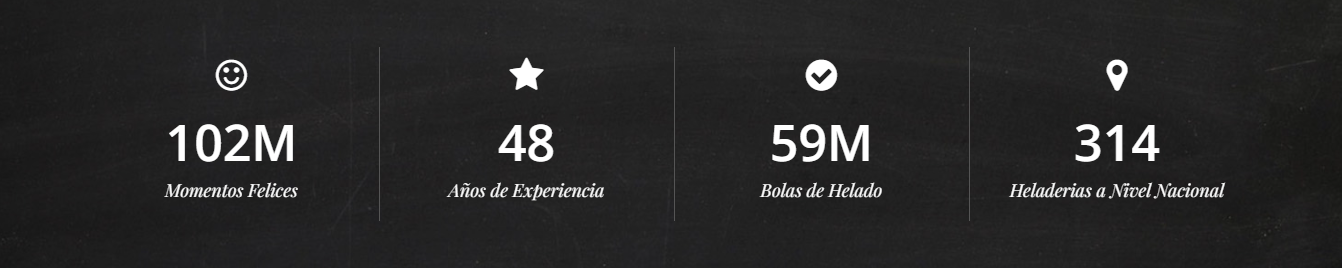 102M
Momentos Felices
48
Años de Experiencia
59M
Bolas de Helado
314
Heladerias a Nivel Nacional